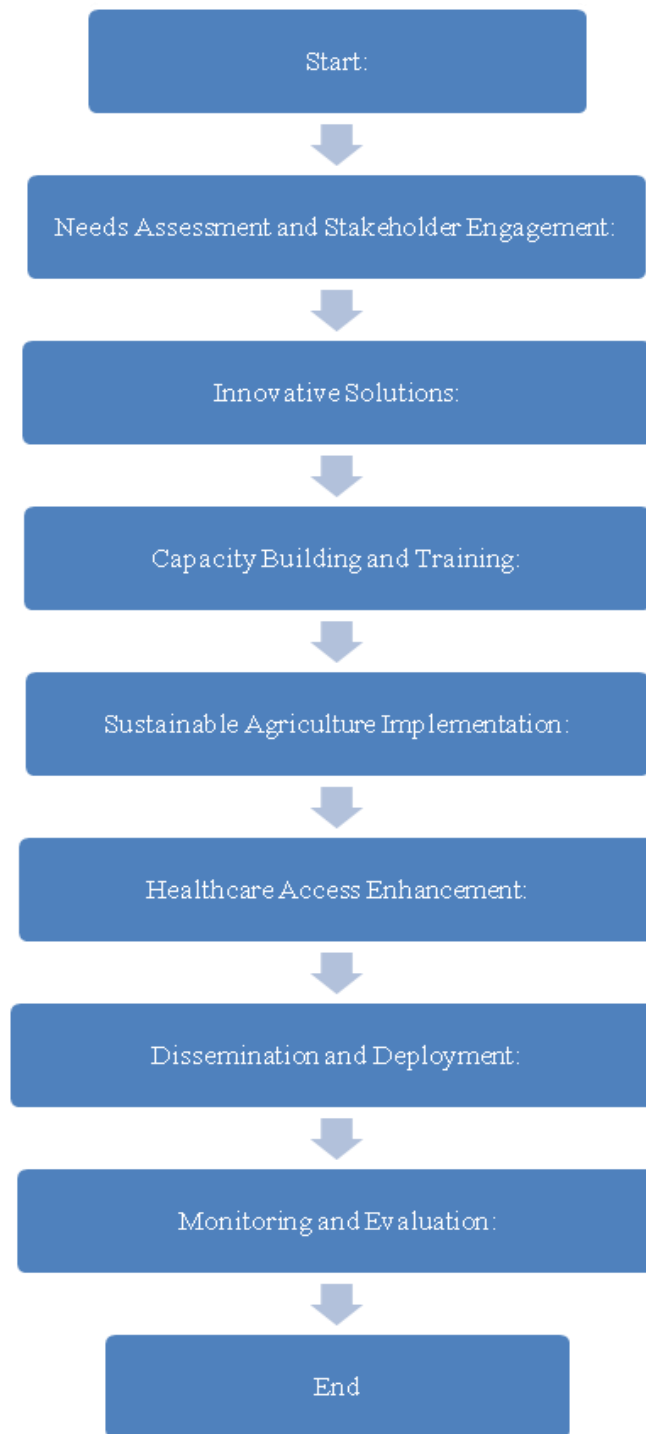 Start:
Needs Assessment and Stakeholder Engagement:
Innovative Solutions:
Capacity Building and Training:
Sustainable Agriculture Implementation:
Healthcare Access Enhancement:
Dissemination and Deployment:
Monitoring and Evaluation:
End